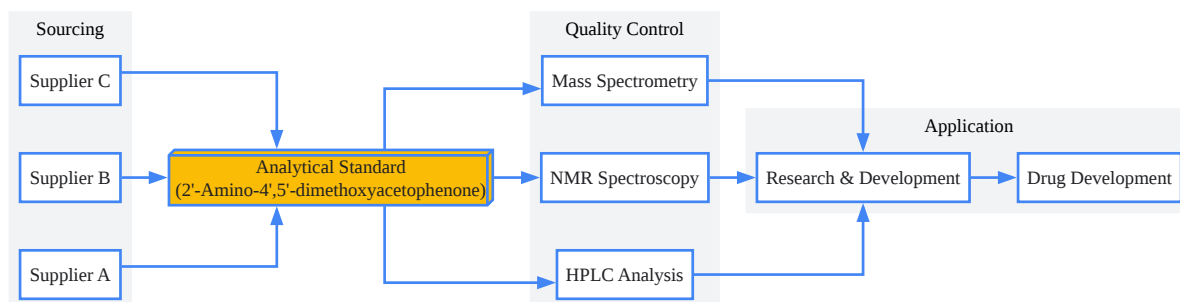 Sourcing
Supplier C
Supplier B
Supplier A
Analytical Standard
(2'-Amino-4',5'-dimethoxyacetophenone)
Quality Control
Mass Spectrometry
NMR Spectroscopy
HPLC Analysis
Application
Research & Development
Drug Development